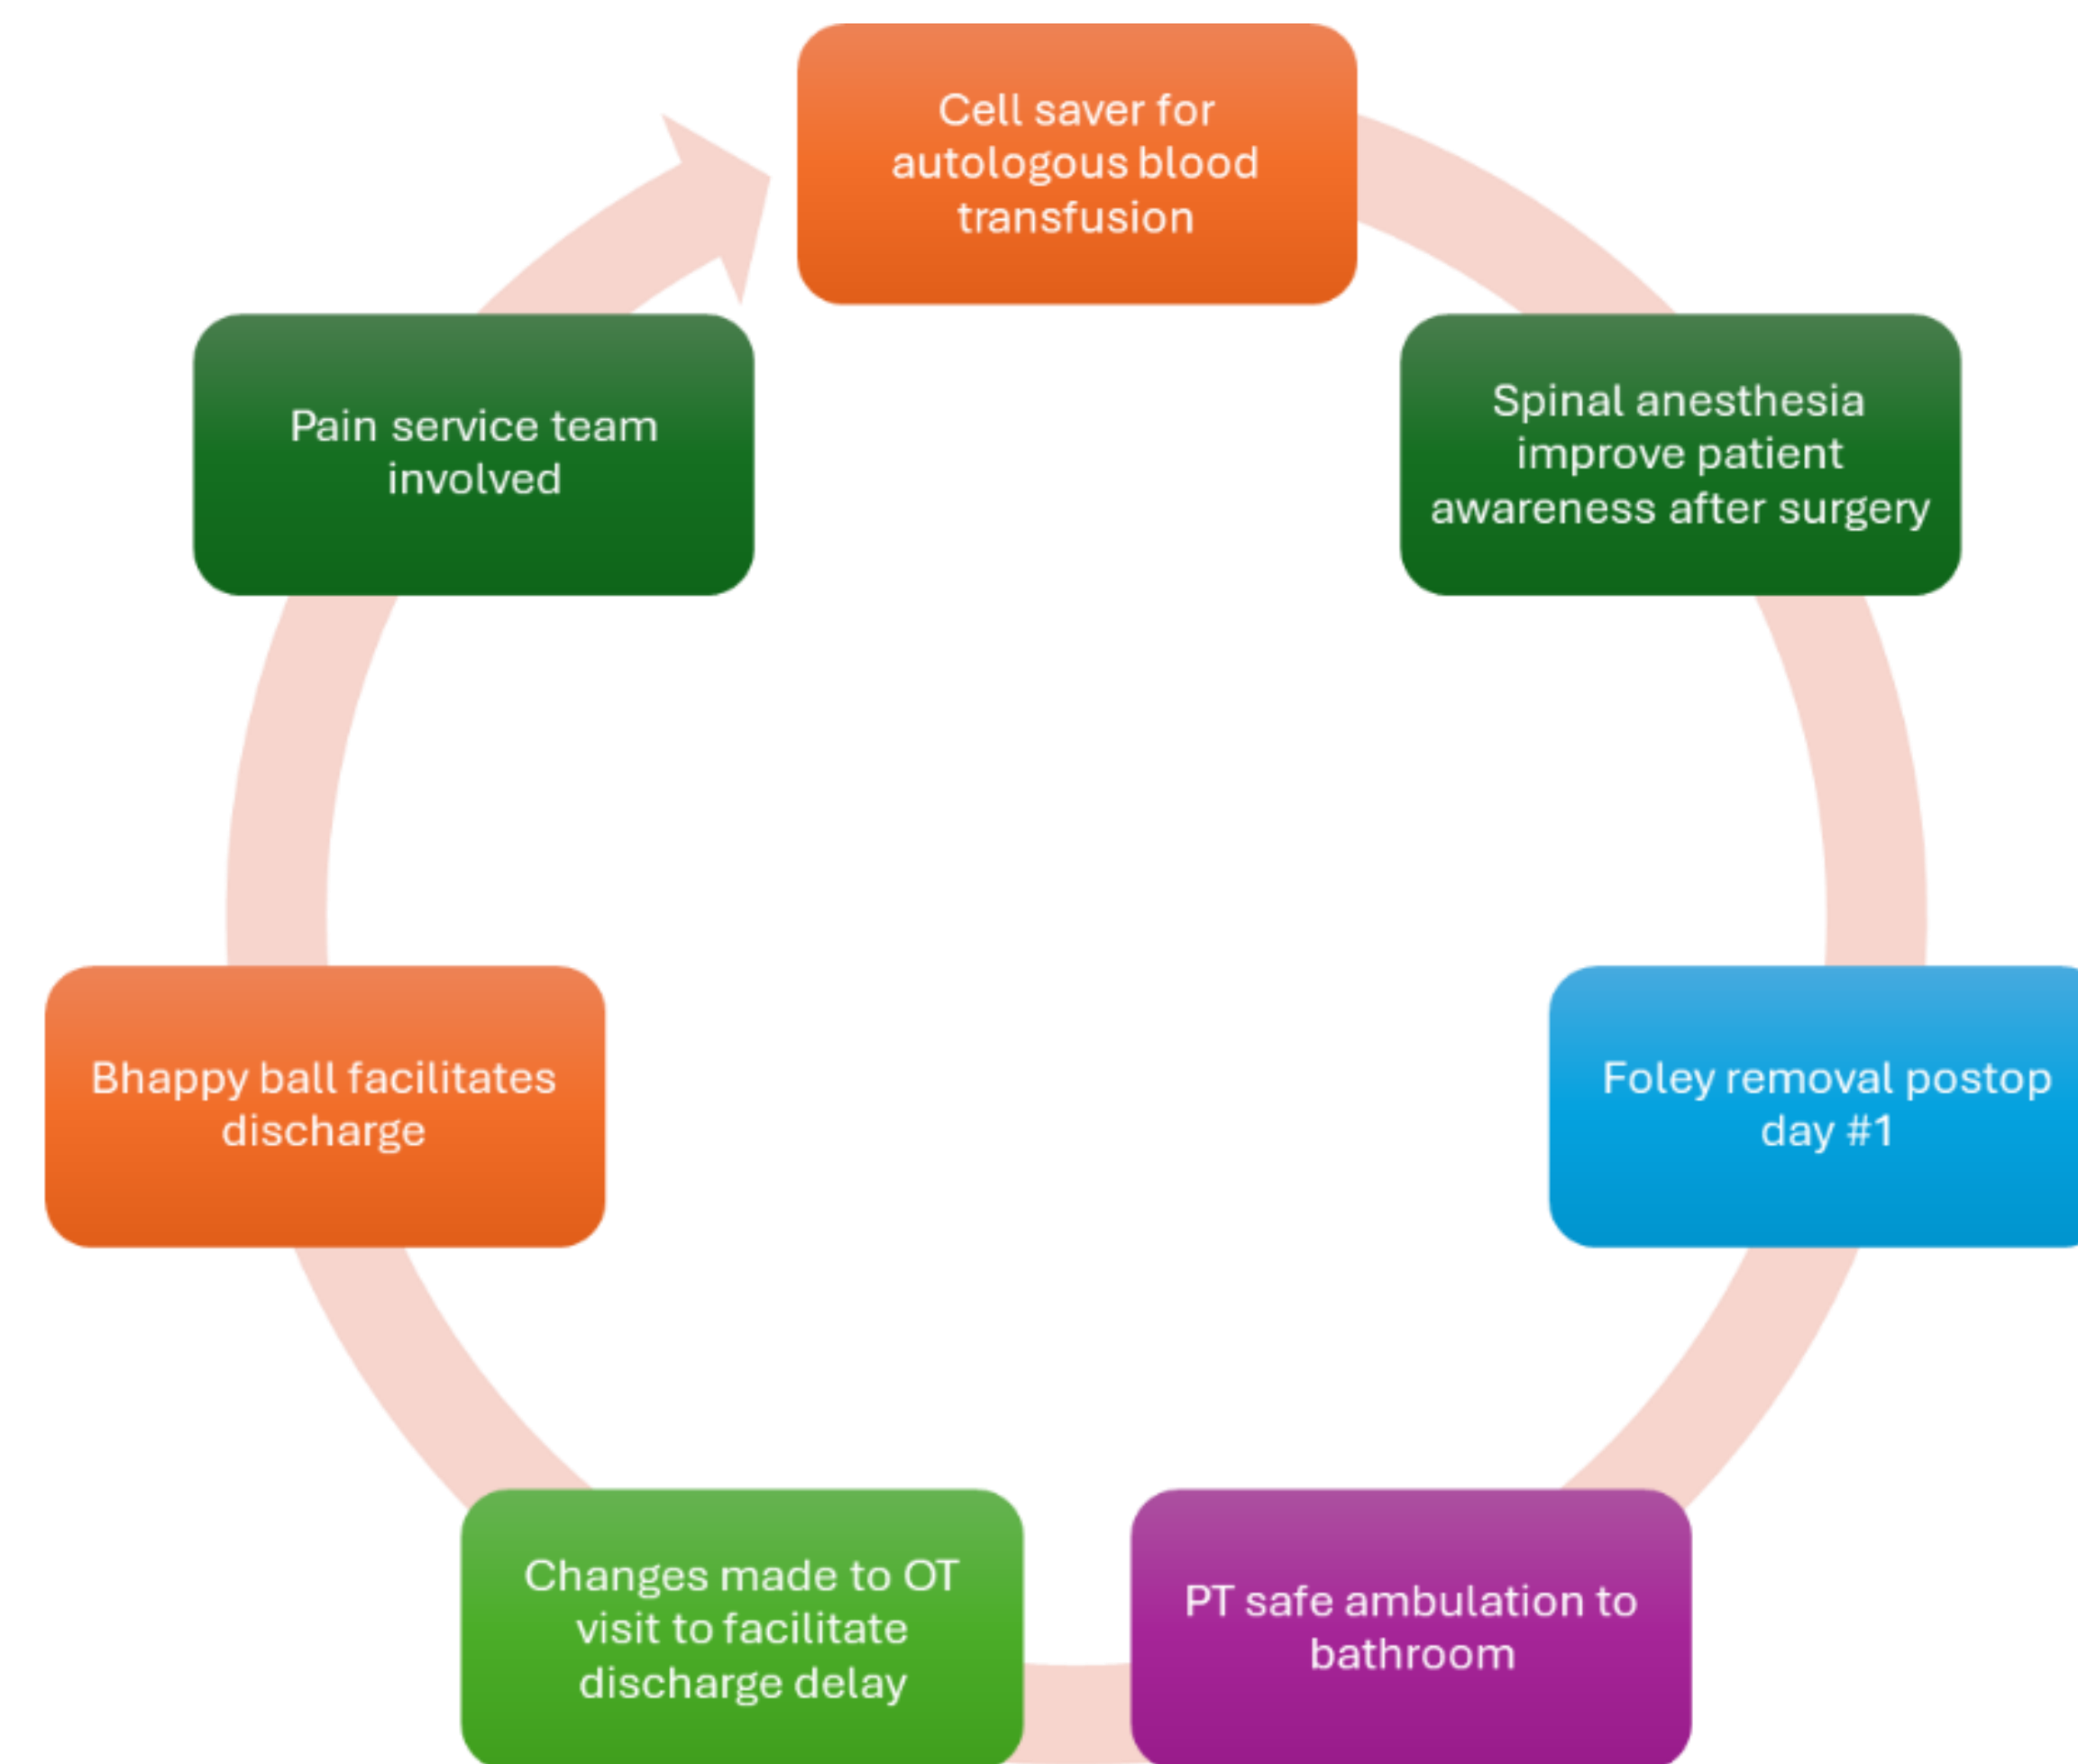 Cell saver for
autologous blood
transfusion
Spinal anesthesia
improve patient
awareness after surgery
Foley removal postop
day #1
PT safe ambulation to
bathroom
Changes made to OT
visit to facilitate
discharge delay
Bhappy ball facilitates
discharge
Pain service team
involved